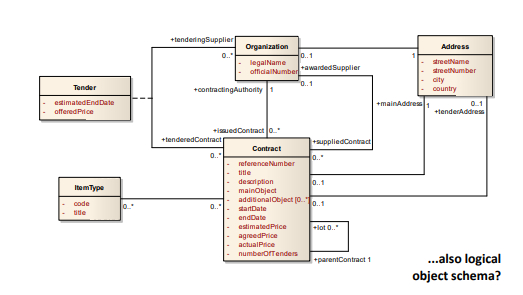 +tenderingSupplier
Organization
Address
0..*
- legalName
- officialNumber
0..1
1
- streetName
- streetNumber
- city
- country
+awardedSupplier
0..1
Tender
- estimatedEndDate
- offeredPrice
+contractingAuthority
1
+mainAddress
1
0..1
+tenderAddress
+issuedContract
0..*
+tenderedContract
0..*
+suppliedContract
0..*
Contract
- referenceNumber
- title
- description
- mainObject
- additionalObject [0..*
- startDate
- endDate
- estimatedPrice
- agreedPrice
- actualPrice
- numberOfTenders
0..1
0..1
ItemType
- code
- title
0..*
0..*
+lot 0..*
+parentContract 1
...also logical
object schema?